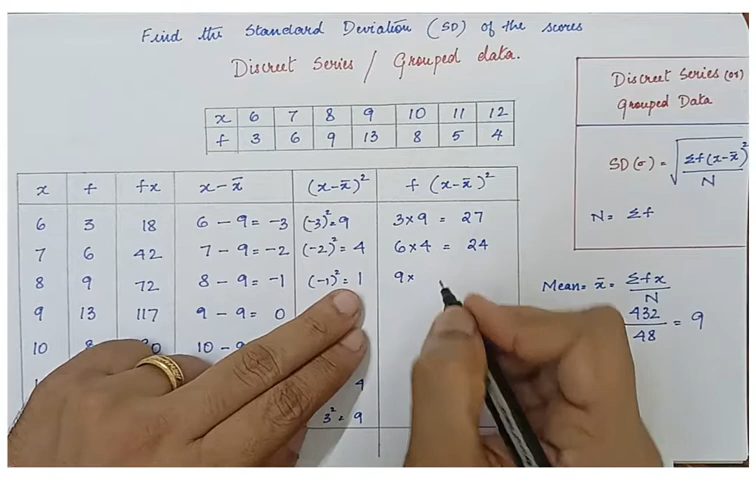 Find the Standard Deviation (SD) of the scores
Discreet Series / Grouped data.
x 6 7 8 9 10 11 12
f 3 6 9 13 8 5 4
Discreet Series (or)
Grouped Data
SD(σ) = √(Σf(x-x̄)²/N)
N = Σf
x f fx x-x̄ (x-x̄)² f (x-x̄)²
6 3 18 6 - 9 = -3 (-3)² = 9 3 × 9 = 27
7 6 42 7 - 9 = -2 (-2)² = 4 6 × 4 = 24
8 9 72 8 - 9 = -1 (-1)² = 1 9 ×
9 13 117 9 - 9 = 0
10 10 -
4
3² = 9
Mean = x̄ = Σfx/N
432/48 = 9